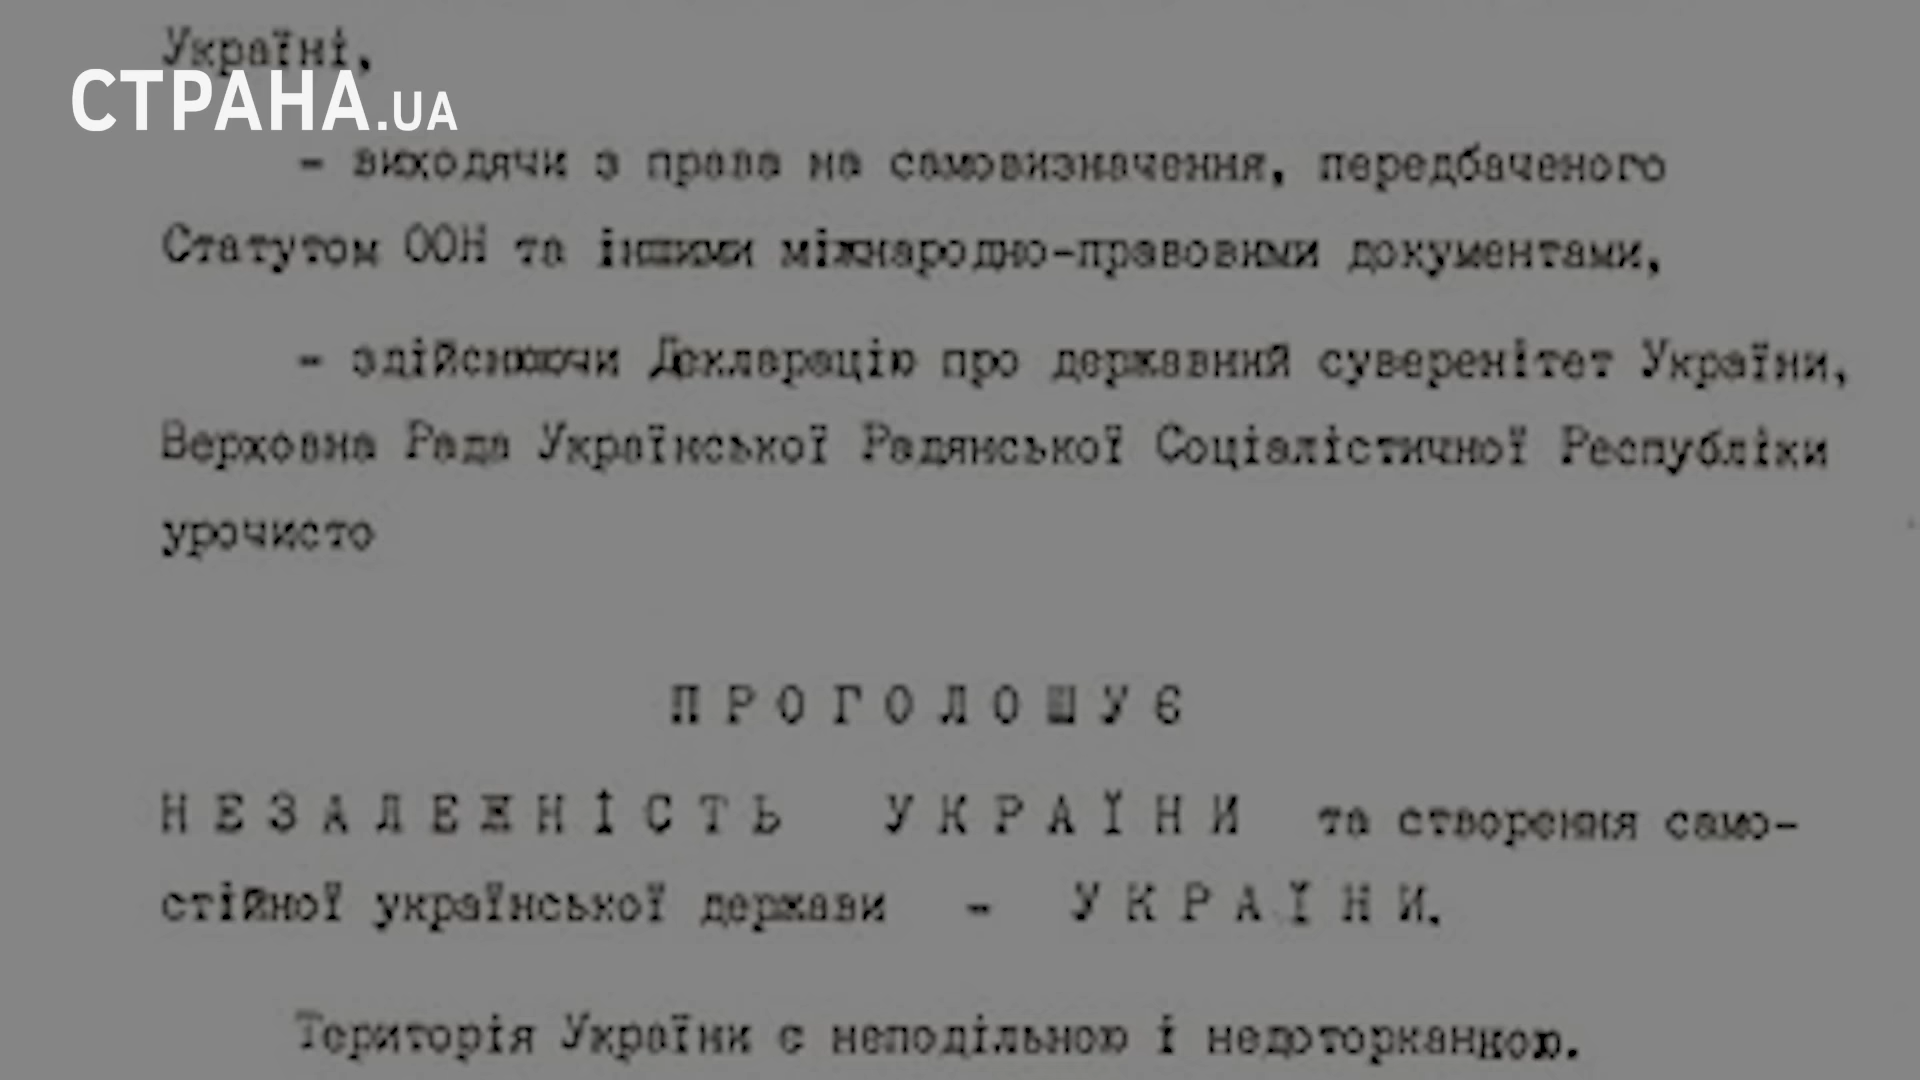 Україні,
СТРАНА.UA
- виходячи з права на самовизначення, передбаченого
Статутом ООН та іншими міжнародно-правовими документами,
- здійснюючи Декларацію про державний суверенітет України,
Верховна Рада Української Радянської Соціалістичної Республіки
урочисто
П Р О Г О Л О Ш У Є
Н Е З А Л Е Ж Н І С Т Ь У К Р А Ї Н И та створення само-
стійної української держави - У К Р А Ї Н И.
Територія України є неподільною і недоторканною.